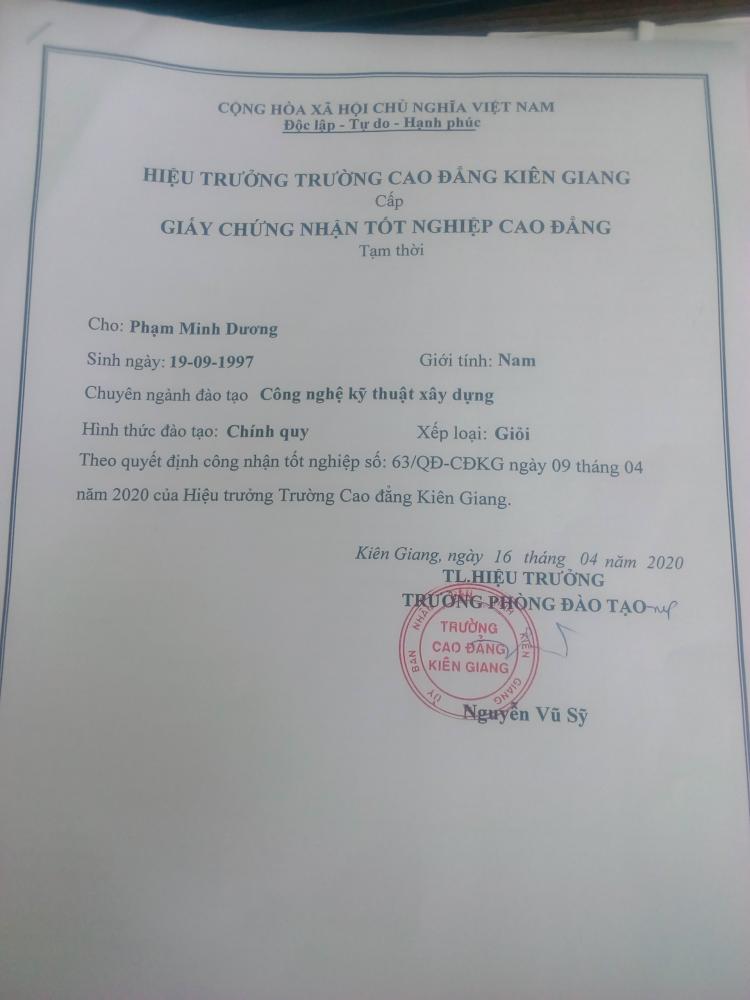 CỘNG HÒA XÃ HỘI CHỦ NGHĨA VIỆT NAM
Độc lập - Tự do - Hạnh phúc
HIỆU TRƯỞNG TRƯỜNG CAO ĐẲNG KIÊN GIANG
Cấp
GIẤY CHỨNG NHẬN TỐT NGHIỆP CAO ĐẲNG
Tạm thời
Cho: Phạm Minh Dương
Sinh ngày: 19-09-1997 Giới tính: Nam
Chuyên ngành đào tạo Công nghệ kỹ thuật xây dựng
Hình thức đào tạo: Chính quy Xếp loại: Giỏi
Theo quyết định công nhận tốt nghiệp số: 63/QĐ-CĐKG ngày 09 tháng 04
năm 2020 của Hiệu trưởng Trường Cao đẳng Kiên Giang.
Kiên Giang, ngày 16 tháng 04 năm 2020
TL.HIỆU TRƯỞNG
TRƯỞNG PHÒNG ĐÀO TẠO
ỦY BAN NHÂN DÂN TỈNH KIÊN GIANG
TRƯỜNG
CAO ĐẲNG
KIÊN GIANG
Nguyễn Vũ Sỹ